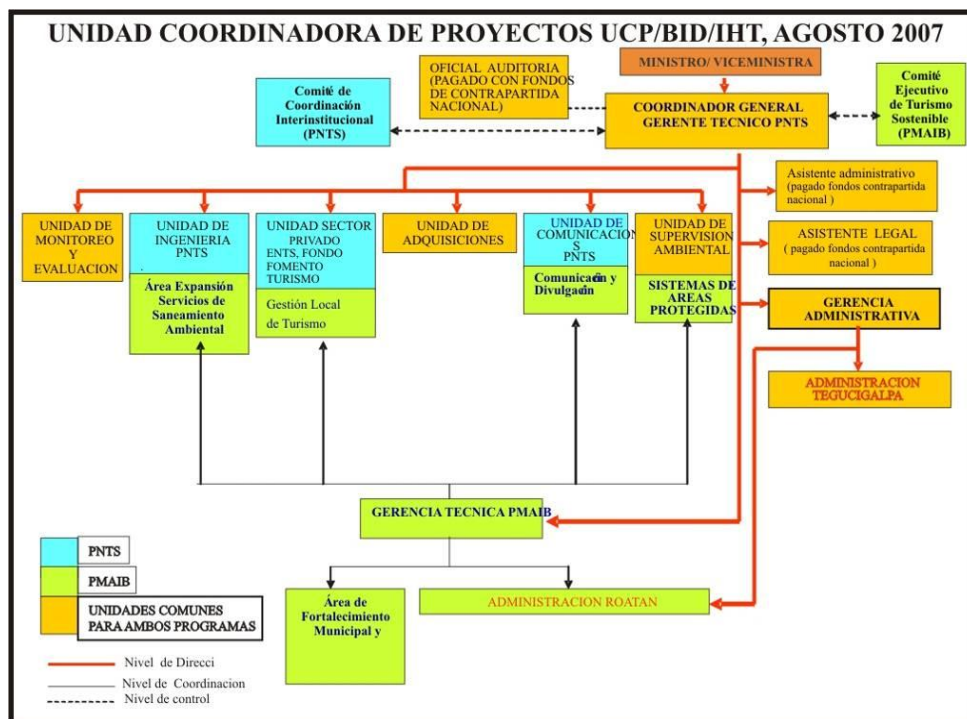 UNIDAD COORDINADORA DE PROYECTOS UCP/BID/IHT, AGOSTO 2007
MINISTRO/ VICEMINISTRA
OFICIAL AUDITORIA
(PAGADO CON FONDOS
DE CONTRAPARTIDA
NACIONAL)
Comité de
Coordinación
Interinstitucional
(PNTS)
COORDINADOR GENERAL
GERENTE TECNICO PNTS
Comité
Ejecutivo
de Turismo
Sostenible
(PMAIB)
Asistente administrativo
(pagado fondos contrapartida
nacional )
ASISTENTE LEGAL
( pagado fondos contrapartida
nacional )
UNIDAD DE
MONITOREO
Y
EVALUACION
UNIDAD DE
INGENIERIA
PNTS
.
Área Expansión
Servicios de
Saneamiento
Ambiental
UNIDAD SECTOR
PRIVADO
ENTS, FONDO
FOMENTO
TURISMO
Gestión Local
de Turismo
UNIDAD DE
ADQUISICIONES
UNIDAD DE
COMUNICACION
S
PNTS
Comunicación y
Divulgación
UNIDAD DE
SUPERVISION
AMBIENTAL
SISTEMAS DE
AREAS
PROTEGIDAS
GERENCIA
ADMINISTRATIVA
ADMINISTRACION
TEGUCIGALPA
GERENCIA TECNICA PMAIB
Área de
Fortalecimiento
Municipal y
ADMINISTRACION ROATAN
PNTS
PMAIB
UNIDADES COMUNES
PARA AMBOS PROGRAMAS
Nivel de Direcci
Nivel de Coordinacion
Nivel de control